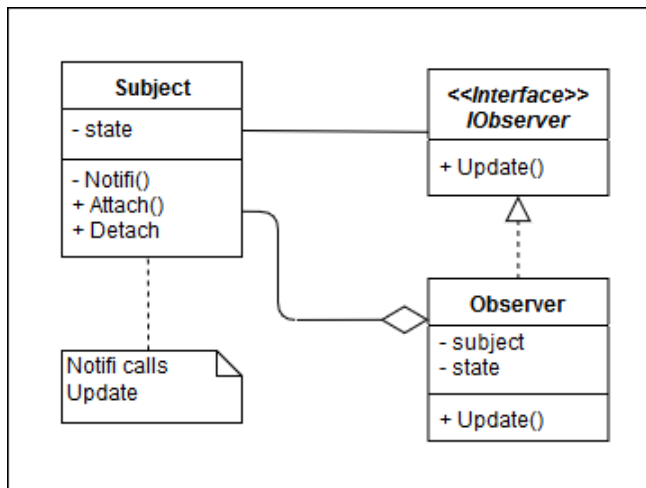 Subject
- state
- Notifi()
+ Attach()
+ Detach
Notifi calls
Update
<<Interface>>
IObserver
+ Update()
Observer
- subject
- state
+ Update()